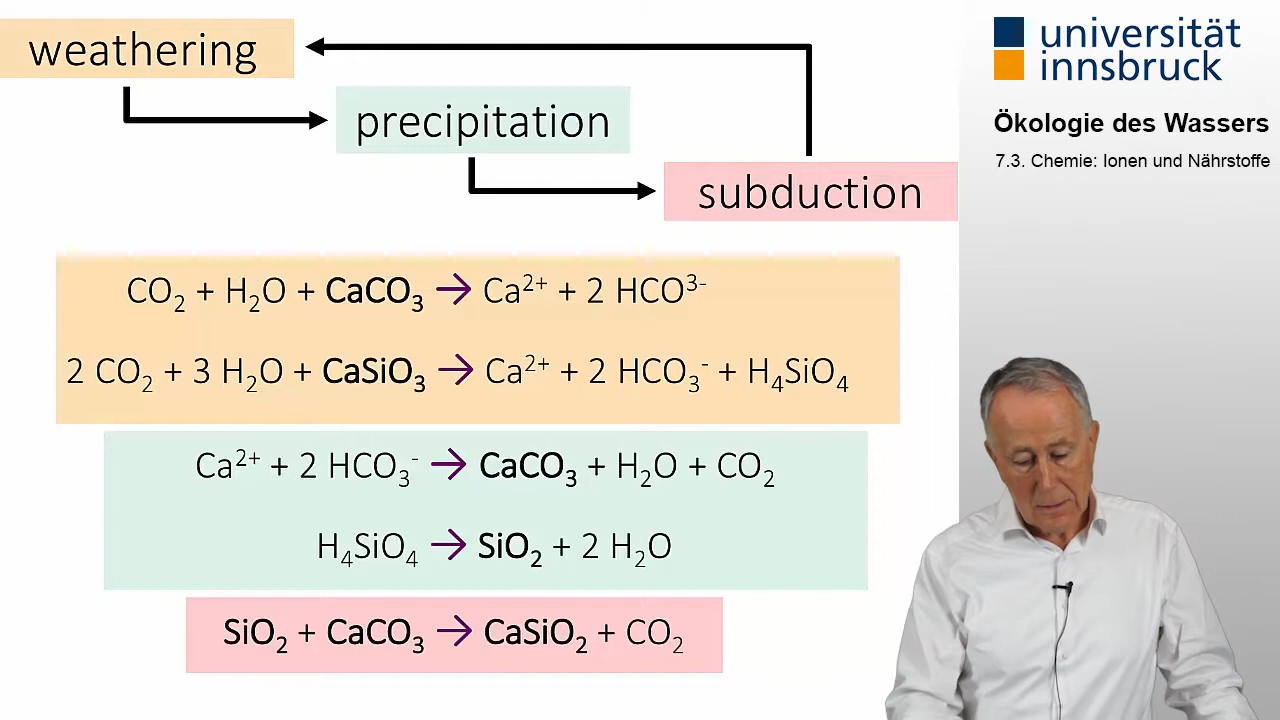 weathering
precipitation
subduction
CO₂ + H₂O + CaCO₃ → Ca²⁺ + 2 HCO³⁻
2 CO₂ + 3 H₂O + CaSiO₃ → Ca²⁺ + 2 HCO₃⁻ + H₄SiO₄
Ca²⁺ + 2 HCO₃⁻ → CaCO₃ + H₂O + CO₂
H₄SiO₄ → SiO₂ + 2 H₂O
SiO₂ + CaCO₃ → CaSiO₂ + CO₂
universität
innsbruck
Ökologie des Wassers
7.3. Chemie: Ionen und Nährstoffe